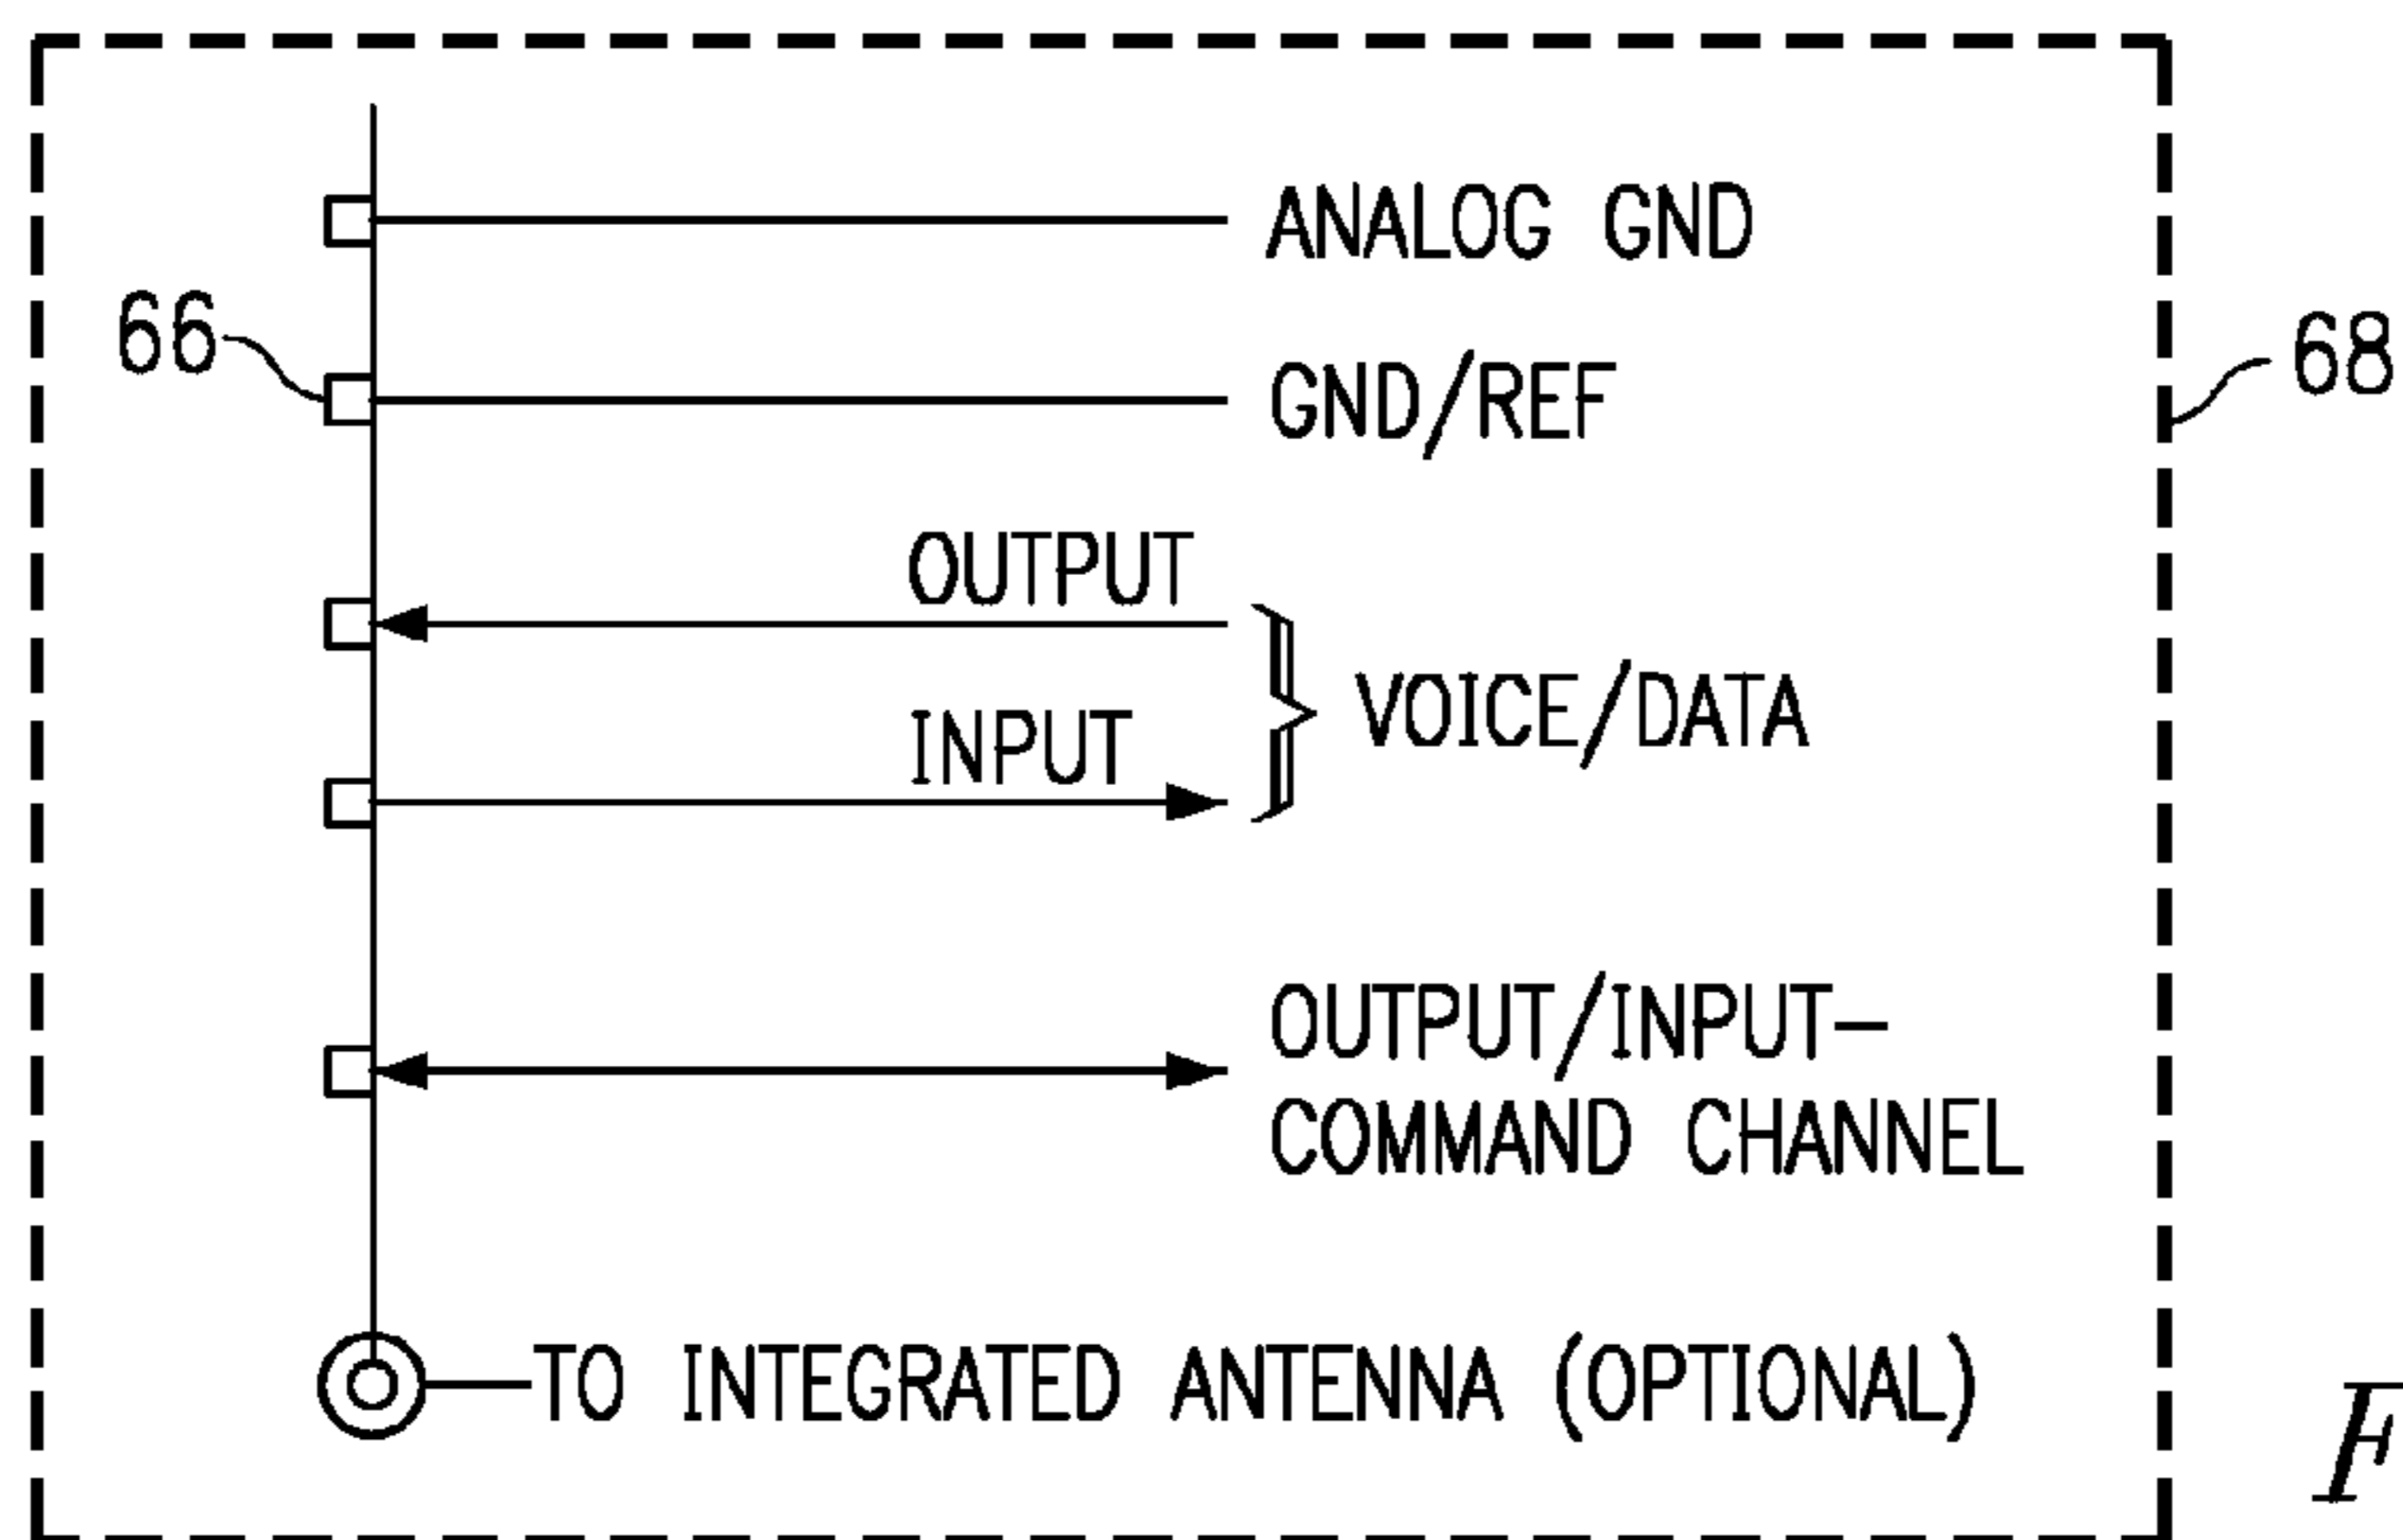 ANALOG GND
66
GND/REF
68
OUTPUT
INPUT
VOICE/DATA
OUTPUT/INPUT—
COMMAND CHANNEL
TO INTEGRATED ANTENNA (OPTIONAL)
F